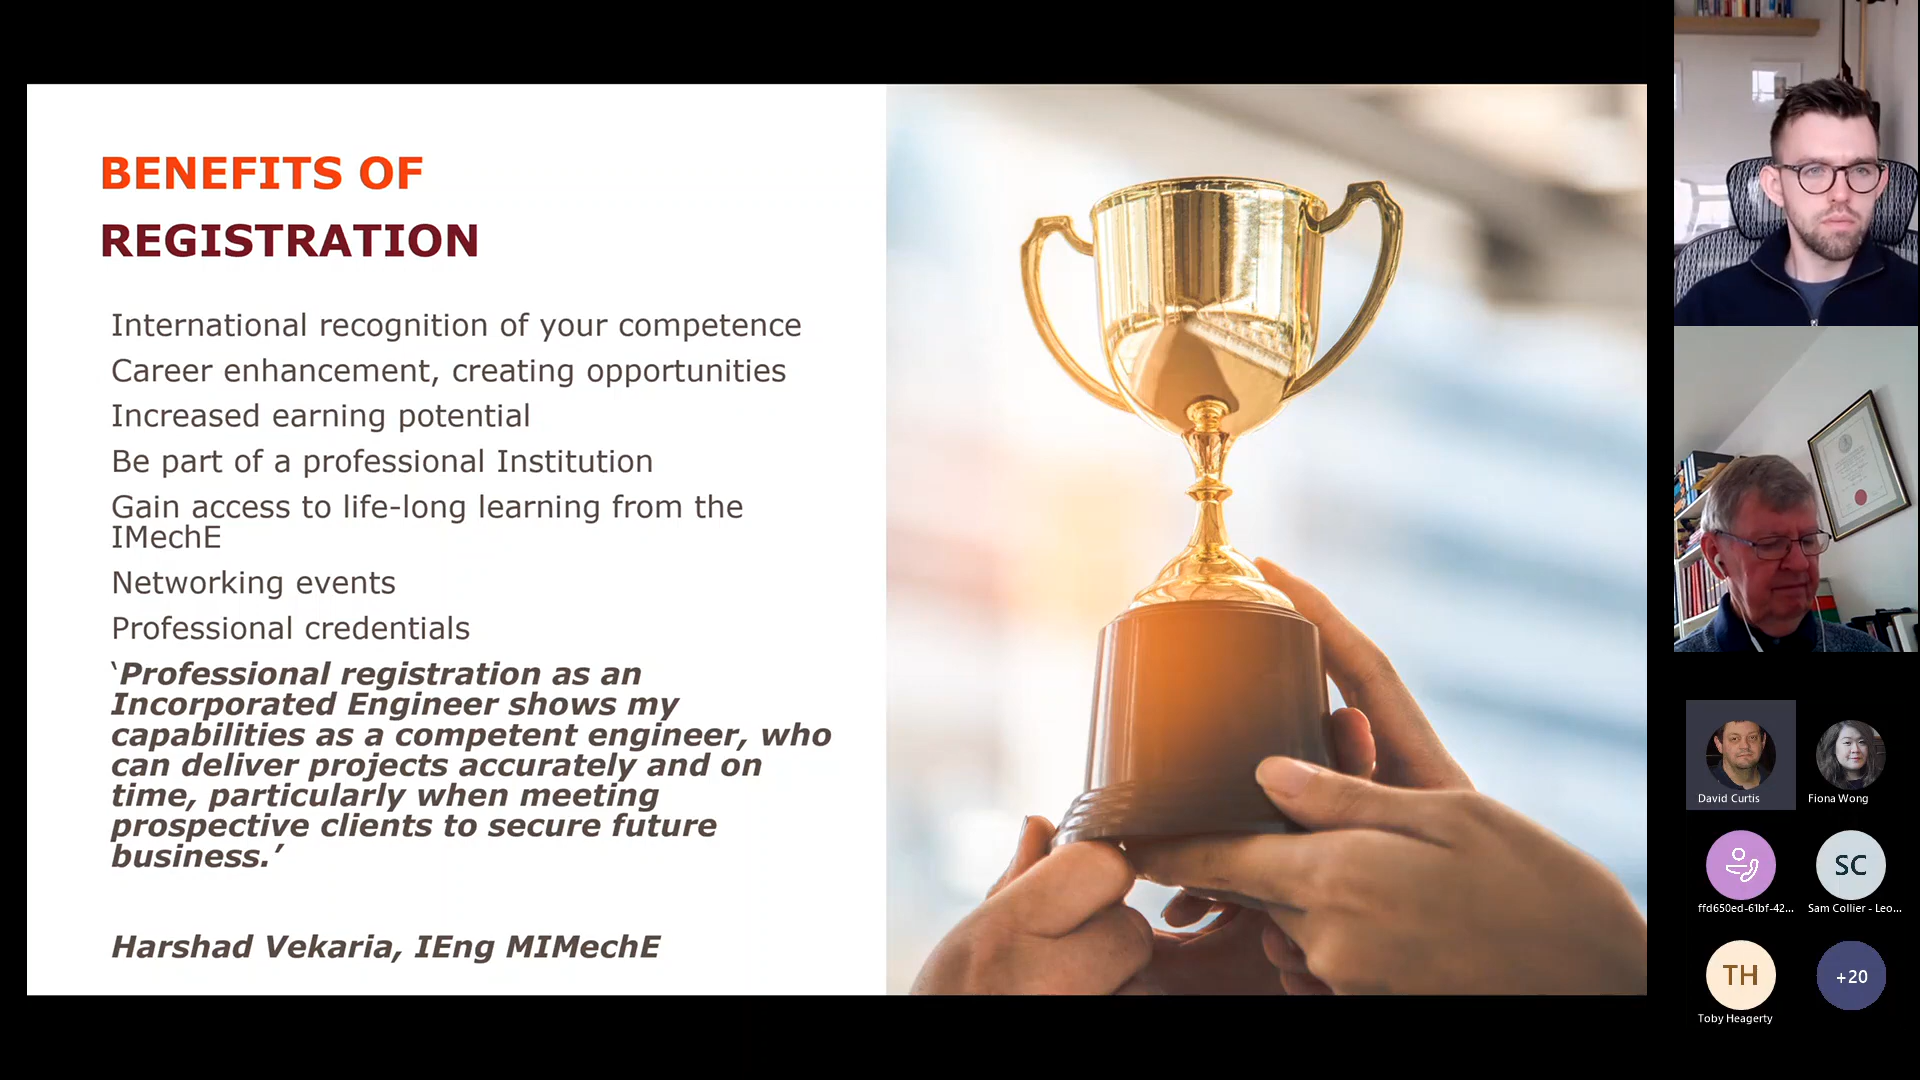 BENEFITS OF
REGISTRATION
International recognition of your competence
Career enhancement, creating opportunities
Increased earning potential
Be part of a professional Institution
Gain access to life-long learning from the
IMechE
Networking events
Professional credentials
‘Professional registration as an
Incorporated Engineer shows my
capabilities as a competent engineer, who
can deliver projects accurately and on
time, particularly when meeting
prospective clients to secure future
business.’
Harshad Vekaria, IEng MIMechE
David Curtis
Fiona Wong
ffd650ed-61bf-42...
SC
Sam Collier - Leo...
TH
Toby Heagerty
+20